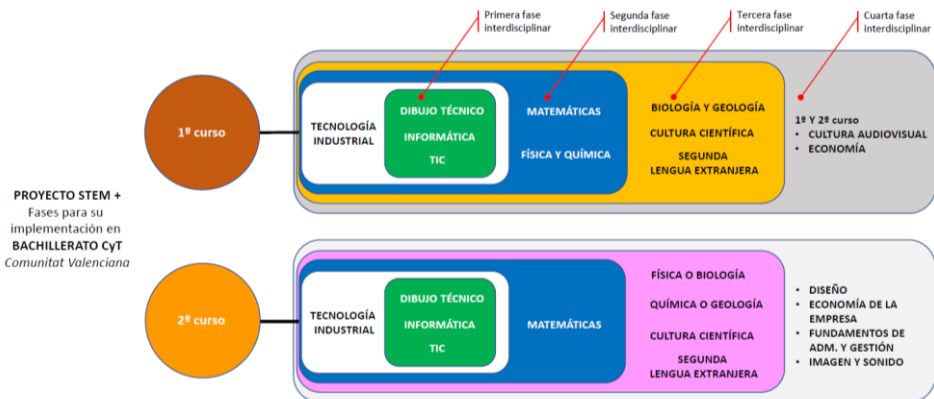 Primera fase
interdisciplinar
Segunda fase
interdisciplinar
Tercera fase
interdisciplinar
Cuarta fase
interdisciplinar
PROYECTO STEM +
Fases para su
implementación en
BACHILLERATO CyT
Comunitat Valenciana
1º curso
TECNOLOGÍA
INDUSTRIAL
DIBUJO TÉCNICO
INFORMÁTICA
TIC
MATEMÁTICAS
FÍSICA Y QUÍMICA
BIOLOGÍA Y GEOLOGÍA
CULTURA CIENTÍFICA
SEGUNDA
LENGUA EXTRANJERA
1º Y 2º curso
• CULTURA AUDIOVISUAL
• ECONOMÍA
2º curso
TECNOLOGÍA
INDUSTRIAL
DIBUJO TÉCNICO
INFORMÁTICA
TIC
MATEMÁTICAS
FÍSICA O BIOLOGÍA
QUÍMICA O GEOLOGÍA
CULTURA CIENTÍFICA
SEGUNDA
LENGUA EXTRANJERA
• DISEÑO
• ECONOMÍA DE LA
EMPRESA
• FUNDAMENTOS DE
ADM. Y GESTIÓN
• IMAGEN Y SONIDO